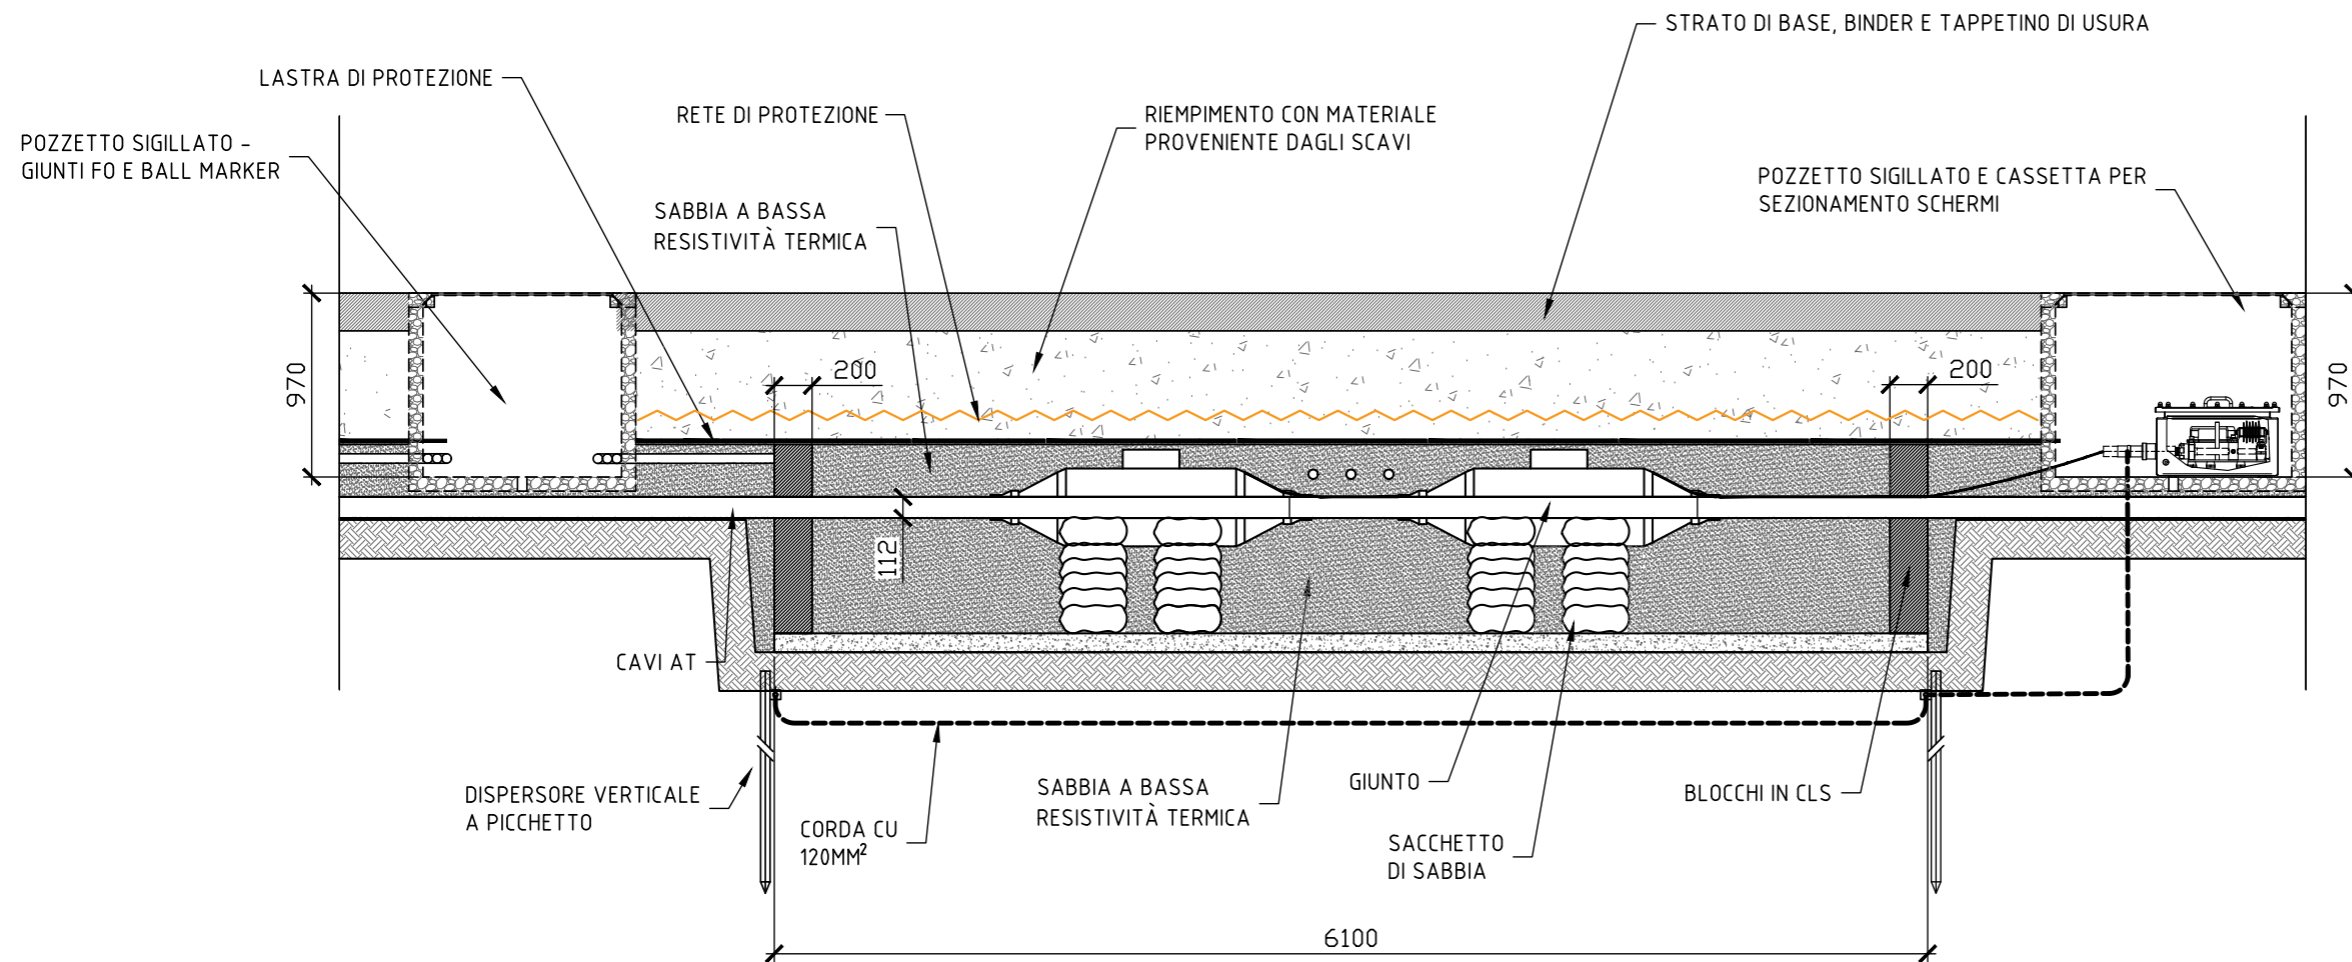 STRATO DI BASE, BINDER E TAPPETINO DI USURA
LASTRA DI PROTEZIONE
RETE DI PROTEZIONE
RIEMPIMENTO CON MATERIALE
PROVENIENTE DAGLI SCAVI
POZZETTO SIGILLATO -
GIUNTI FO E BALL MARKER
POZZETTO SIGILLATO E CASSETTA PER
SEZIONAMENTO SCHERMI
SABBIA A BASSA
RESISTIVITÀ TERMICA
970
200
200
970
112
CAVI AT
DISPERSORE VERTICALE
A PICCHETTO
CORDA CU
120MM²
SABBIA A BASSA
RESISTIVITÀ TERMICA
GIUNTO
SACCHETTO
DI SABBIA
BLOCCHI IN CLS
6100